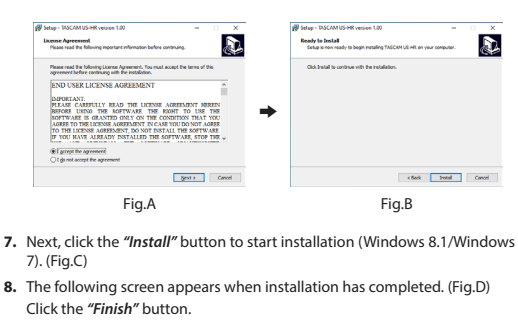 Setup - TASCAM US-HR version 1.00
License Agreement
Please read the following important information before continuing.
Please read the following License Agreement. You must accept the terms of this
agreement before continuing with the installation.
END USER LICENSE AGREEMENT
IMPORTANT:
PLEASE CAREFULLY READ THE LICENSE AGREEMENT HEREIN
BEFORE USING THE SOFTWARE. THE RIGHT TO USE THE
SOFTWARE IS GRANTED ONLY ON THE CONDITION THAT YOU
AGREE TO THE LICENSE AGREEMENT. IN CASE YOU DO NOT AGREE
TO THE LICENSE AGREEMENT, DO NOT INSTALL THE SOFTWARE.
IF YOU HAVE ALREADY INSTALLED THE SOFTWARE, STOP THE
I accept the agreement
I do not accept the agreement
Next >
Cancel
Fig.A
Setup - TASCAM US-HR version 1.00
Ready to Install
Setup is now ready to begin installing TASCAM US-HR on your computer.
Click Install to continue with the installation.
< Back
Install
Cancel
Fig.B
7. Next, click the "Install" button to start installation (Windows 8.1/Windows
7). (Fig.C)
8. The following screen appears when installation has completed. (Fig.D)
Click the "Finish" button.